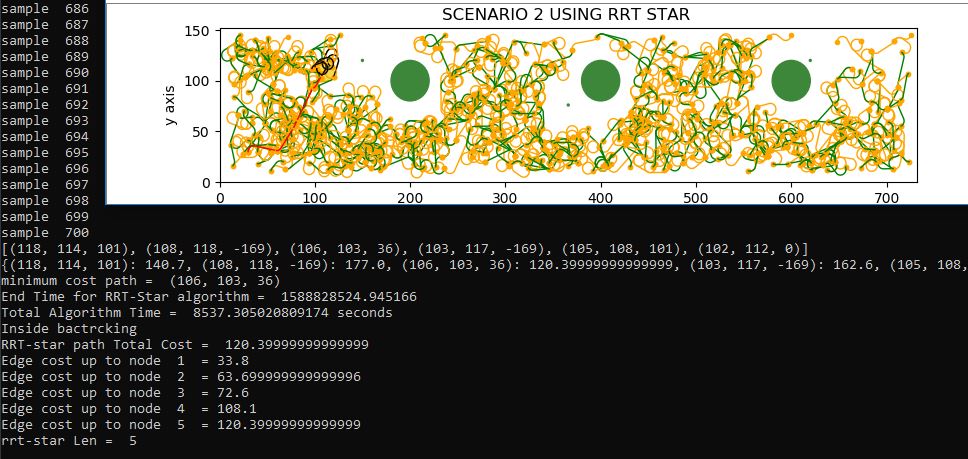 sample 686
sample 687
sample 688
sample 689
sample 690
sample 691
sample 692
sample 693
sample 694
sample 695
sample 696
sample 697
sample 698
sample 699
sample 700
SCENARIO 2 USING RRT STAR
y axis
150
100
50
0
0 100 200 300 400 500 600 700
[(118, 114, 101), (108, 118, -169), (106, 103, 36), (103, 117, -169), (105, 108, 101), (102, 112, 0)]
{(118, 114, 101): 140.7, (108, 118, -169): 177.0, (106, 103, 36): 120.39999999999999, (103, 117, -169): 162.6, (105, 108,
minimum cost path = (106, 103, 36)
End Time for RRT-Star algorithm = 1588828524.945166
Total Algorithm Time = 8537.305020809174 seconds
Inside bactrcking
RRT-star path Total Cost = 120.39999999999999
Edge cost up to node 1 = 33.8
Edge cost up to node 2 = 63.699999999999996
Edge cost up to node 3 = 72.6
Edge cost up to node 4 = 108.1
Edge cost up to node 5 = 120.39999999999999
rrt-star Len = 5